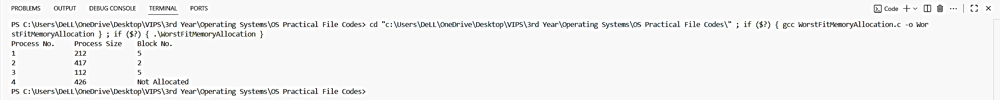 PROBLEMS OUTPUT DEBUG CONSOLE TERMINAL PORTS Code
PS C:\Users\DeLL\OneDrive\Desktop\VIPS\3rd Year\Operating Systems\OS Practical File Codes> cd "c:\Users\DeLL\OneDrive\Desktop\VIPS\3rd Year\Operating Systems\OS Practical File Codes\" ; if ($?) { gcc WorstFitMemoryAllocation.c -o Wor
stFitMemoryAllocation } ; if ($?) { .\WorstFitMemoryAllocation }
Process No. Process Size Block No.
1 212 5
2 417 2
3 112 5
4 426 Not Allocated
PS C:\Users\DeLL\OneDrive\Desktop\VIPS\3rd Year\Operating Systems\OS Practical File Codes>